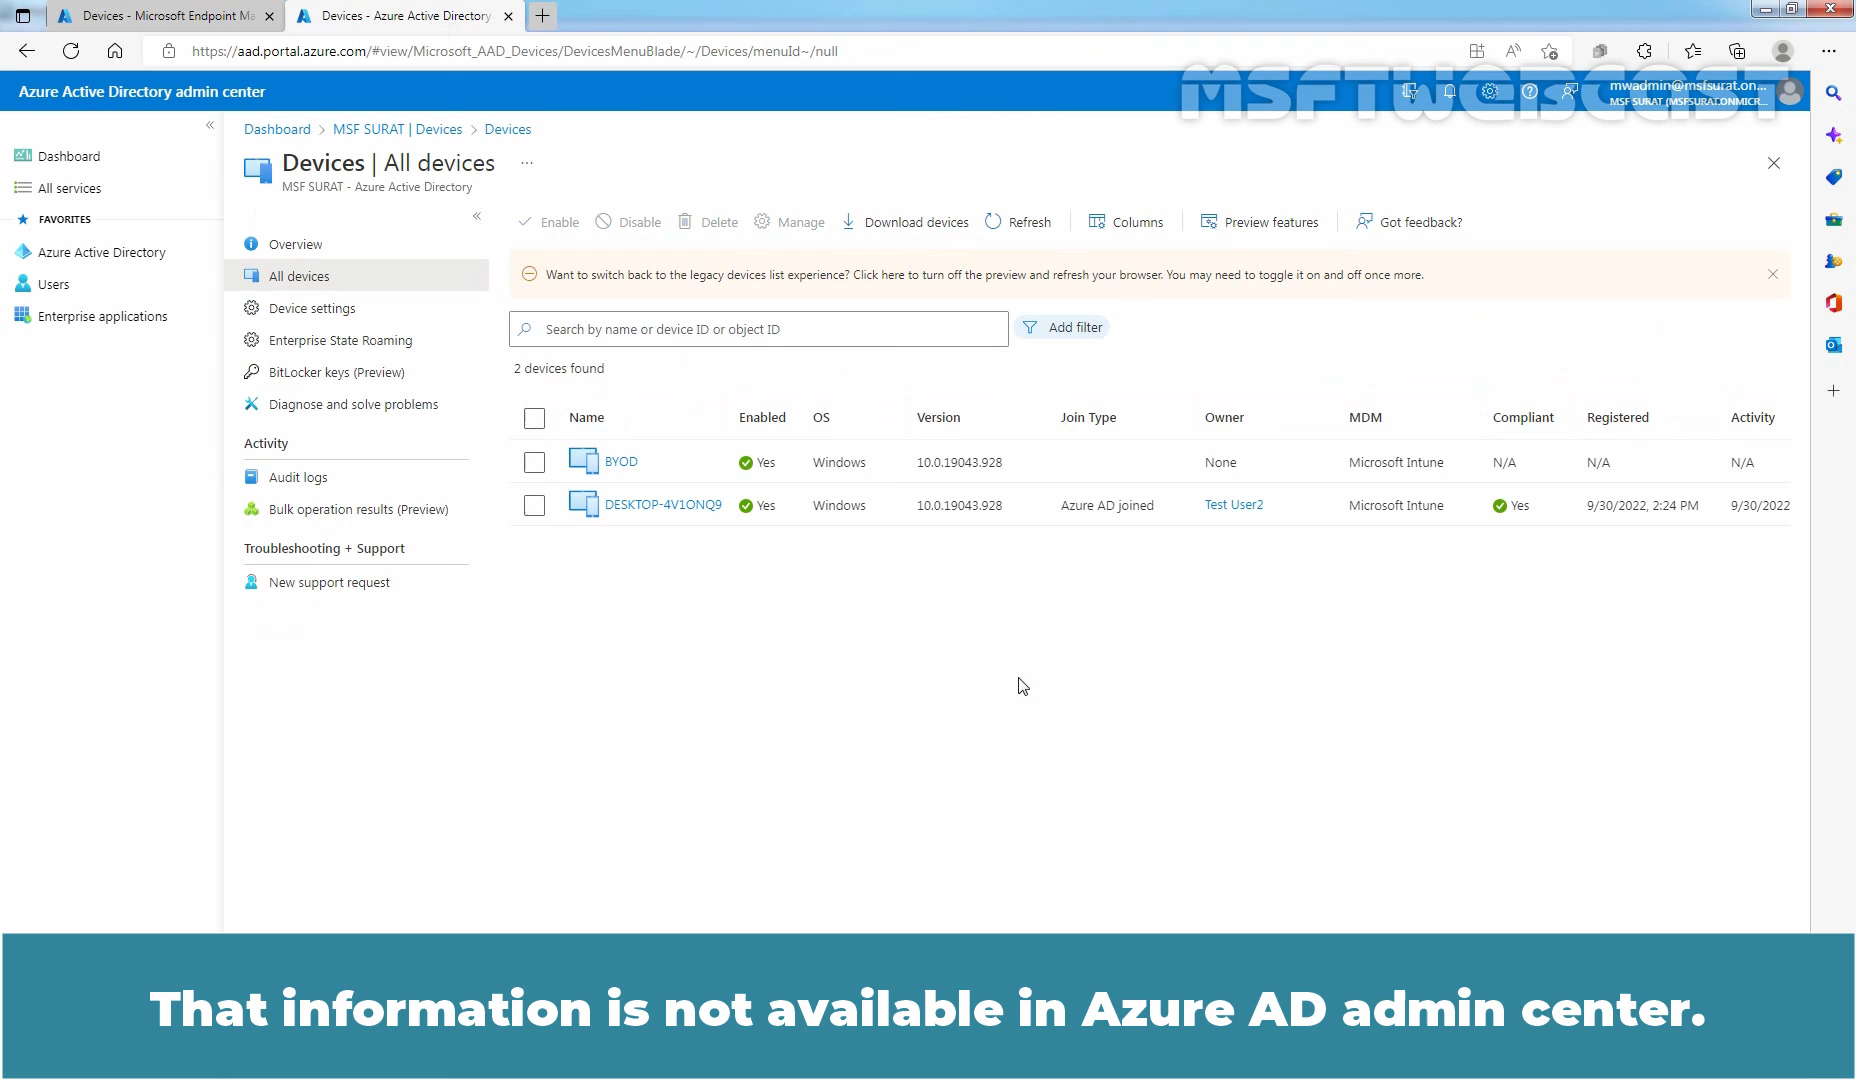 Devices - Microsoft Endpoint Ma
Devices - Azure Active Directory
https://aad.portal.azure.com/#view/Microsoft_AAD_Devices/DevicesMenuBlade/~/Devices/menuId~/null
Azure Active Directory admin center
MSFTWEBCAST
mwadmin@msfsurat.on...
MSF SURAT (MSFSURAT.ONMICR...
Dashboard
All services
FAVORITES
Azure Active Directory
Users
Enterprise applications
Dashboard > MSF SURAT | Devices > Devices
Devices | All devices ...
MSF SURAT - Azure Active Directory
Overview
All devices
Device settings
Enterprise State Roaming
BitLocker keys (Preview)
Diagnose and solve problems
Activity
Audit logs
Bulk operation results (Preview)
Troubleshooting + Support
New support request
Enable Disable Delete Manage Download devices Refresh Columns Preview features Got feedback?
Want to switch back to the legacy devices list experience? Click here to turn off the preview and refresh your browser. You may need to toggle it on and off once more.
Search by name or device ID or object ID
Add filter
2 devices found
Name Enabled OS Version Join Type Owner MDM Compliant Registered Activity
BYOD Yes Windows 10.0.19043.928 None Microsoft Intune N/A N/A N/A
DESKTOP-4V1ONQ9 Yes Windows 10.0.19043.928 Azure AD joined Test User2 Microsoft Intune Yes 9/30/2022, 2:24 PM 9/30/2022
That information is not available in Azure AD admin center.